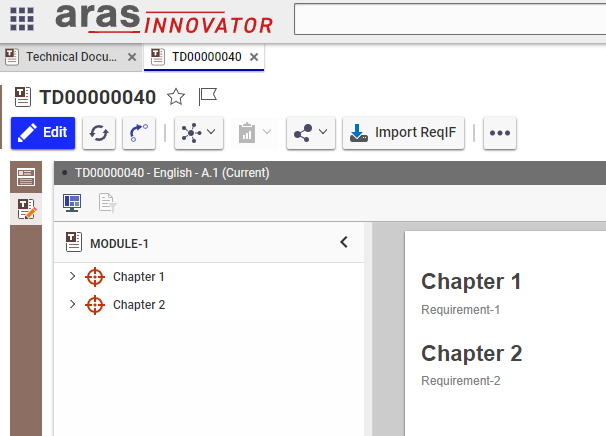 aras INNOVATOR
Technical Docu... × TD00000040 ×
TD00000040
Edit Import ReqIF
TD00000040 - English - A.1 (Current)
MODULE-1
Chapter 1
Chapter 2
Chapter 1
Requirement-1
Chapter 2
Requirement-2